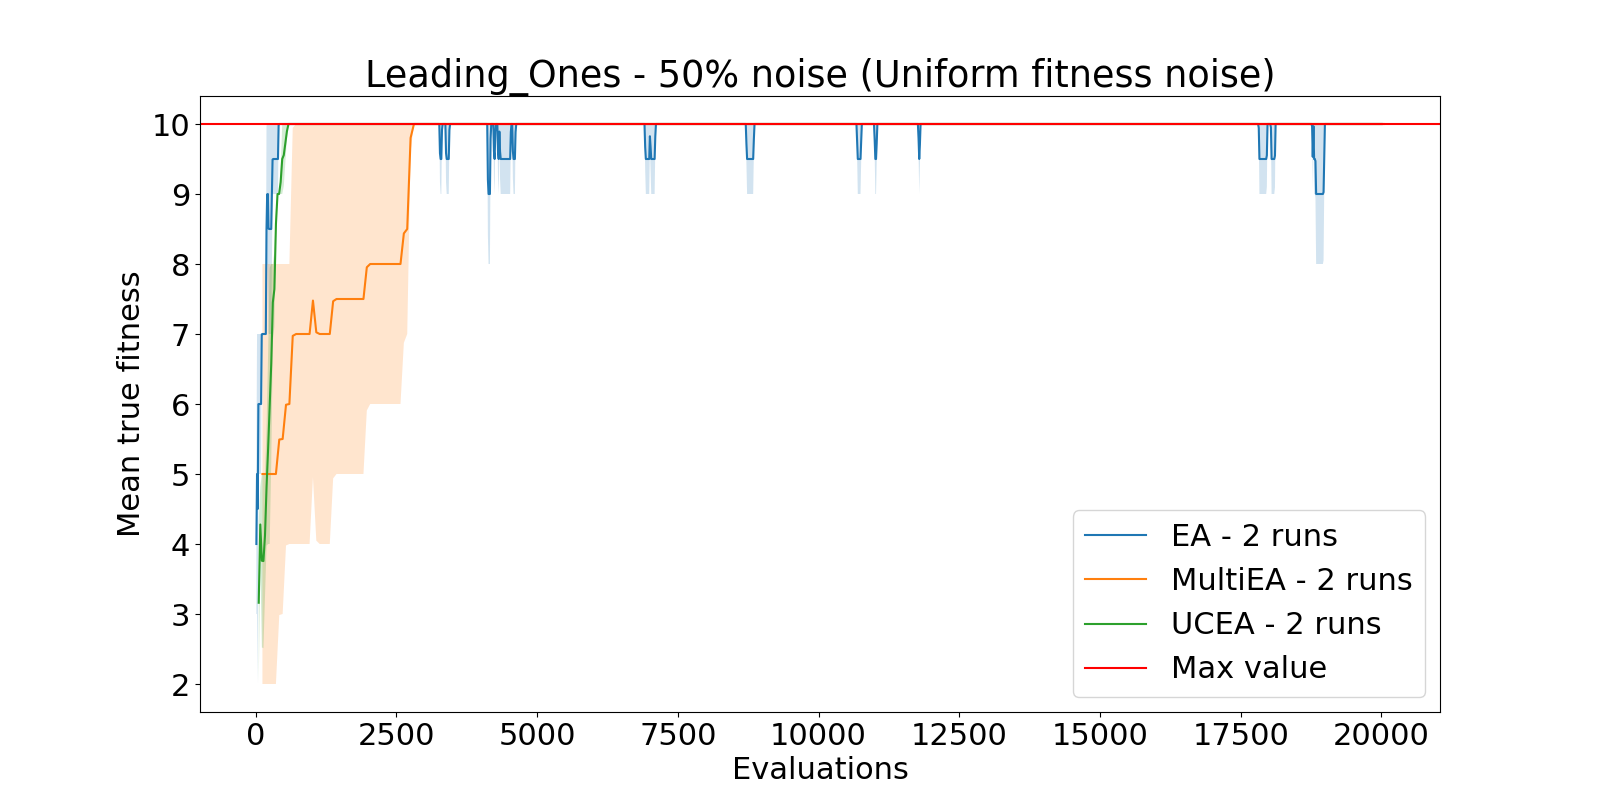 Leading_Ones - 50% noise (Uniform fitness noise)
10
9
8
7
6
5
4
3
2
Mean true fitness
EA - 2 runs
MultiEA - 2 runs
UCEA - 2 runs
Max value
0 2500 5000 7500 10000 12500 15000 17500 20000
Evaluations